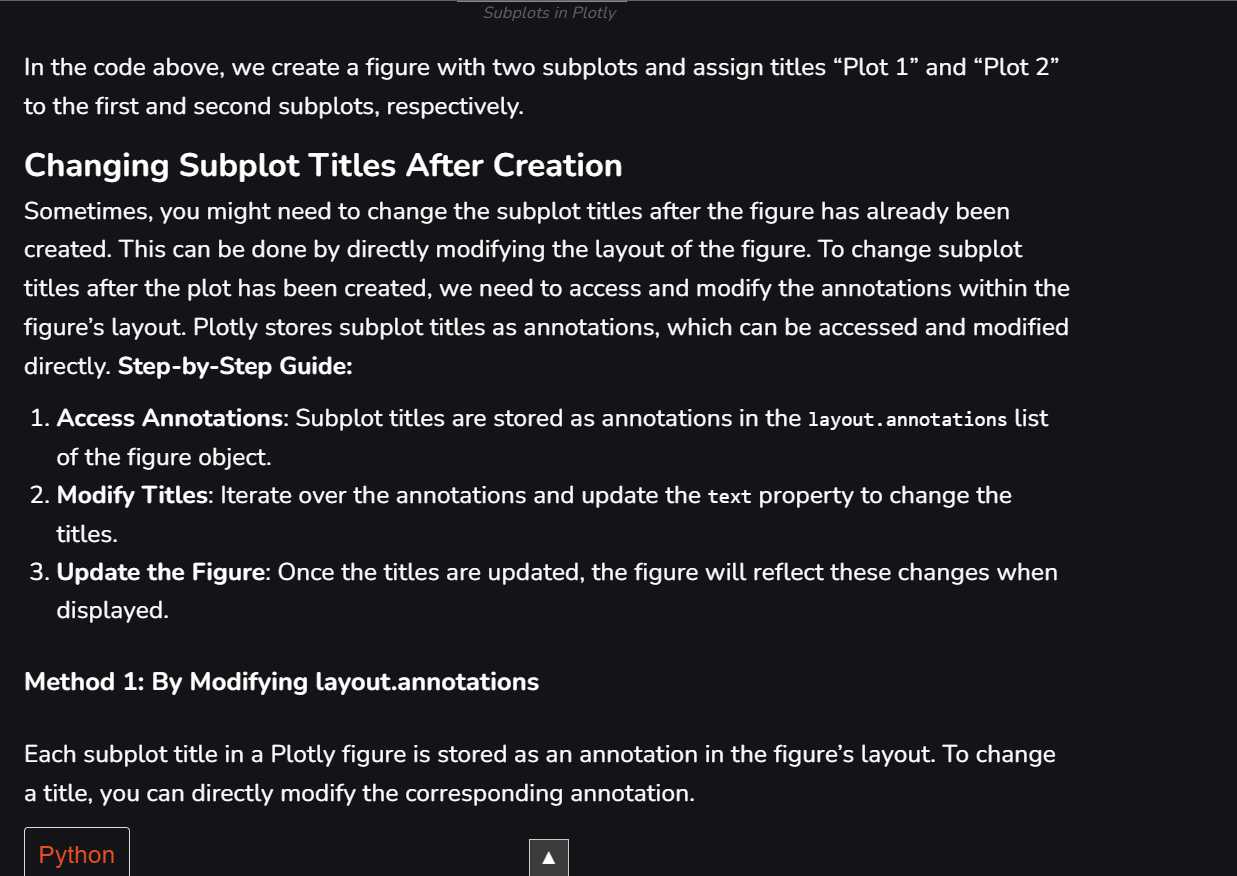 Subplots in Plotly
In the code above, we create a figure with two subplots and assign titles “Plot 1” and “Plot 2”
to the first and second subplots, respectively.
Changing Subplot Titles After Creation
Sometimes, you might need to change the subplot titles after the figure has already been
created. This can be done by directly modifying the layout of the figure. To change subplot
titles after the plot has been created, we need to access and modify the annotations within the
figure’s layout. Plotly stores subplot titles as annotations, which can be accessed and modified
directly. Step-by-Step Guide:
1. Access Annotations: Subplot titles are stored as annotations in the layout.annotations list
of the figure object.
2. Modify Titles: Iterate over the annotations and update the text property to change the
titles.
3. Update the Figure: Once the titles are updated, the figure will reflect these changes when
displayed.
Method 1: By Modifying layout.annotations
Each subplot title in a Plotly figure is stored as an annotation in the figure’s layout. To change
a title, you can directly modify the corresponding annotation.
Python